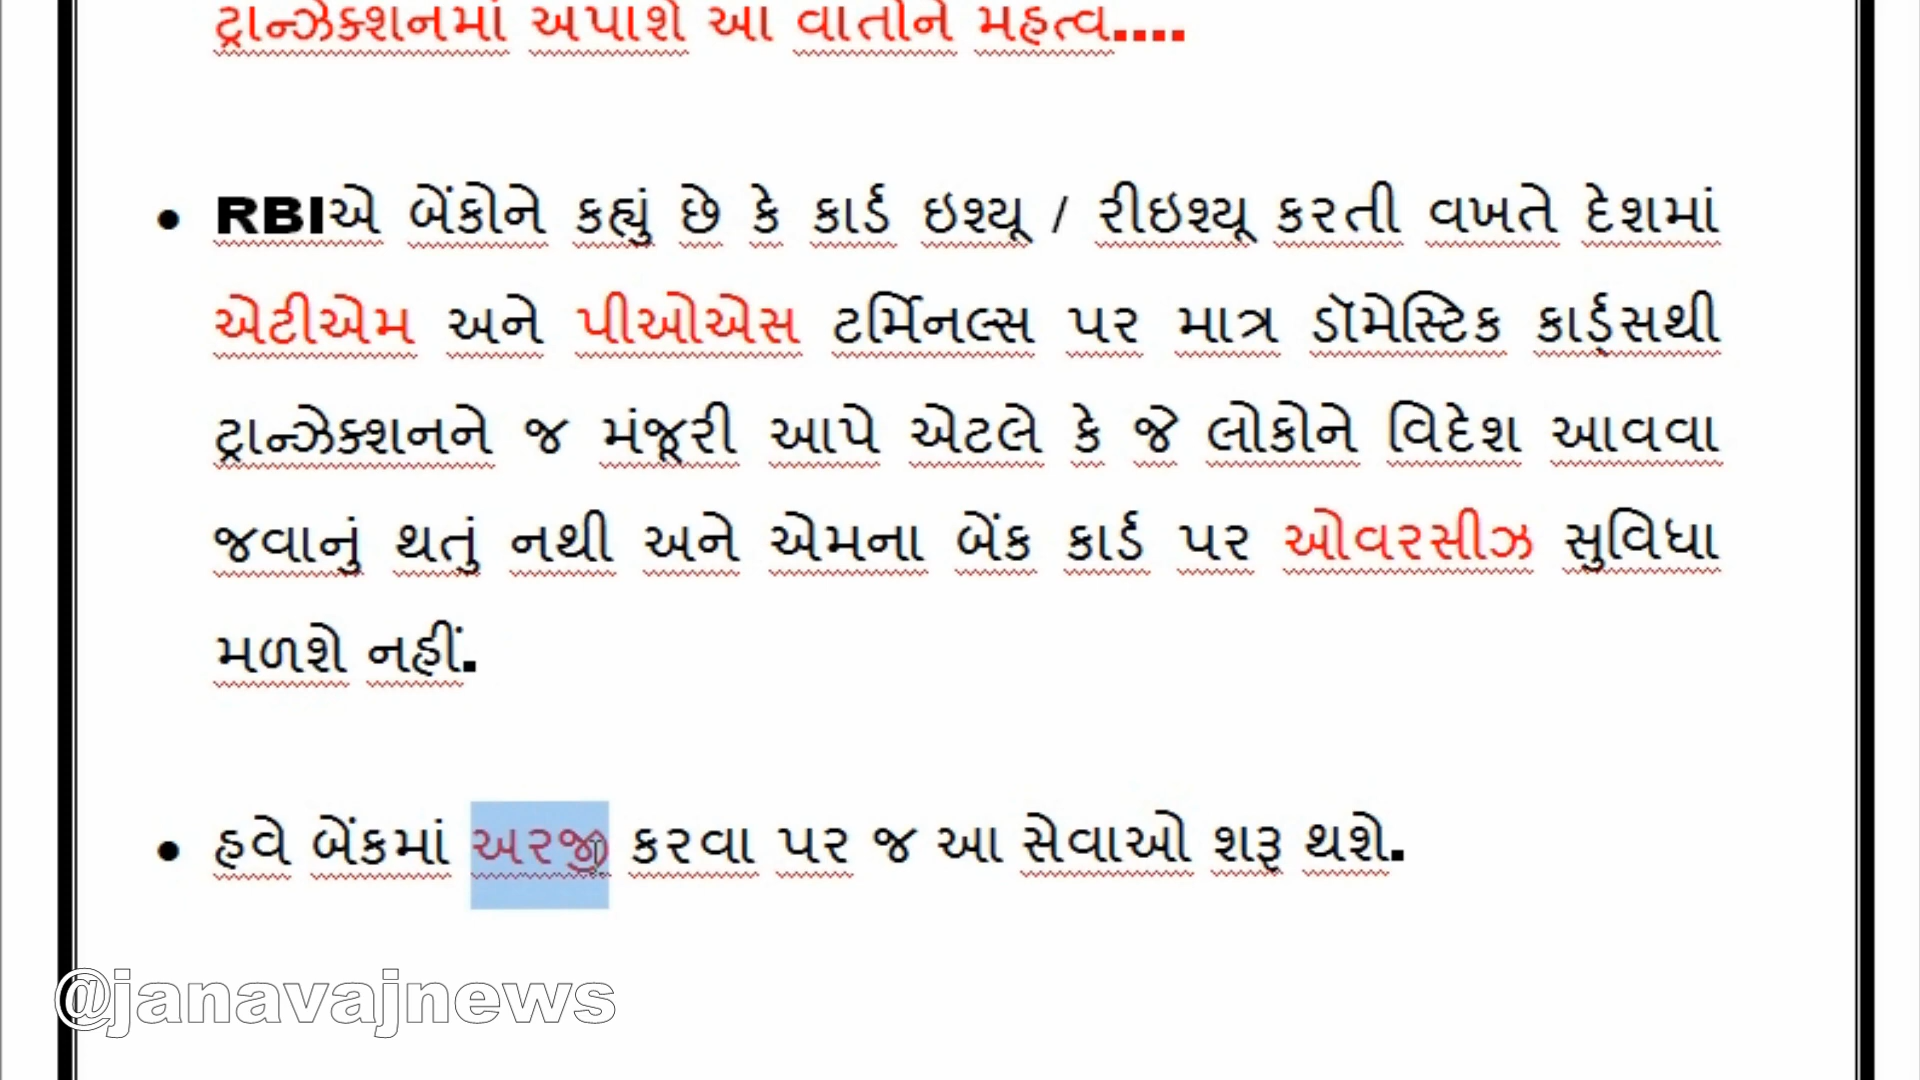 ટ્રાન્ઝેક્શનમાં અપાશે આ વાતોને મહત્વ....
RBIએ બેંકોને કહ્યું છે કે કાર્ડ ઇશ્યૂ / રીઇશ્યૂ કરતી વખતે દેશમાં
એટીએમ અને પીઓએસ ટર્મિનલ્સ પર માત્ર ડૉમેસ્ટિક કાર્ડ્સથી
ટ્રાન્ઝેક્શનને જ મંજૂરી આપે એટલે કે જે લોકોને વિદેશ આવવા
જવાનું થતું નથી અને એમના બેંક કાર્ડ પર ઓવરસીઝ સુવિધા
મળશે નહીં.
હવે બેંકમાં અરજી કરવા પર જ આ સેવાઓ શરૂ થશે.
@janavajnews